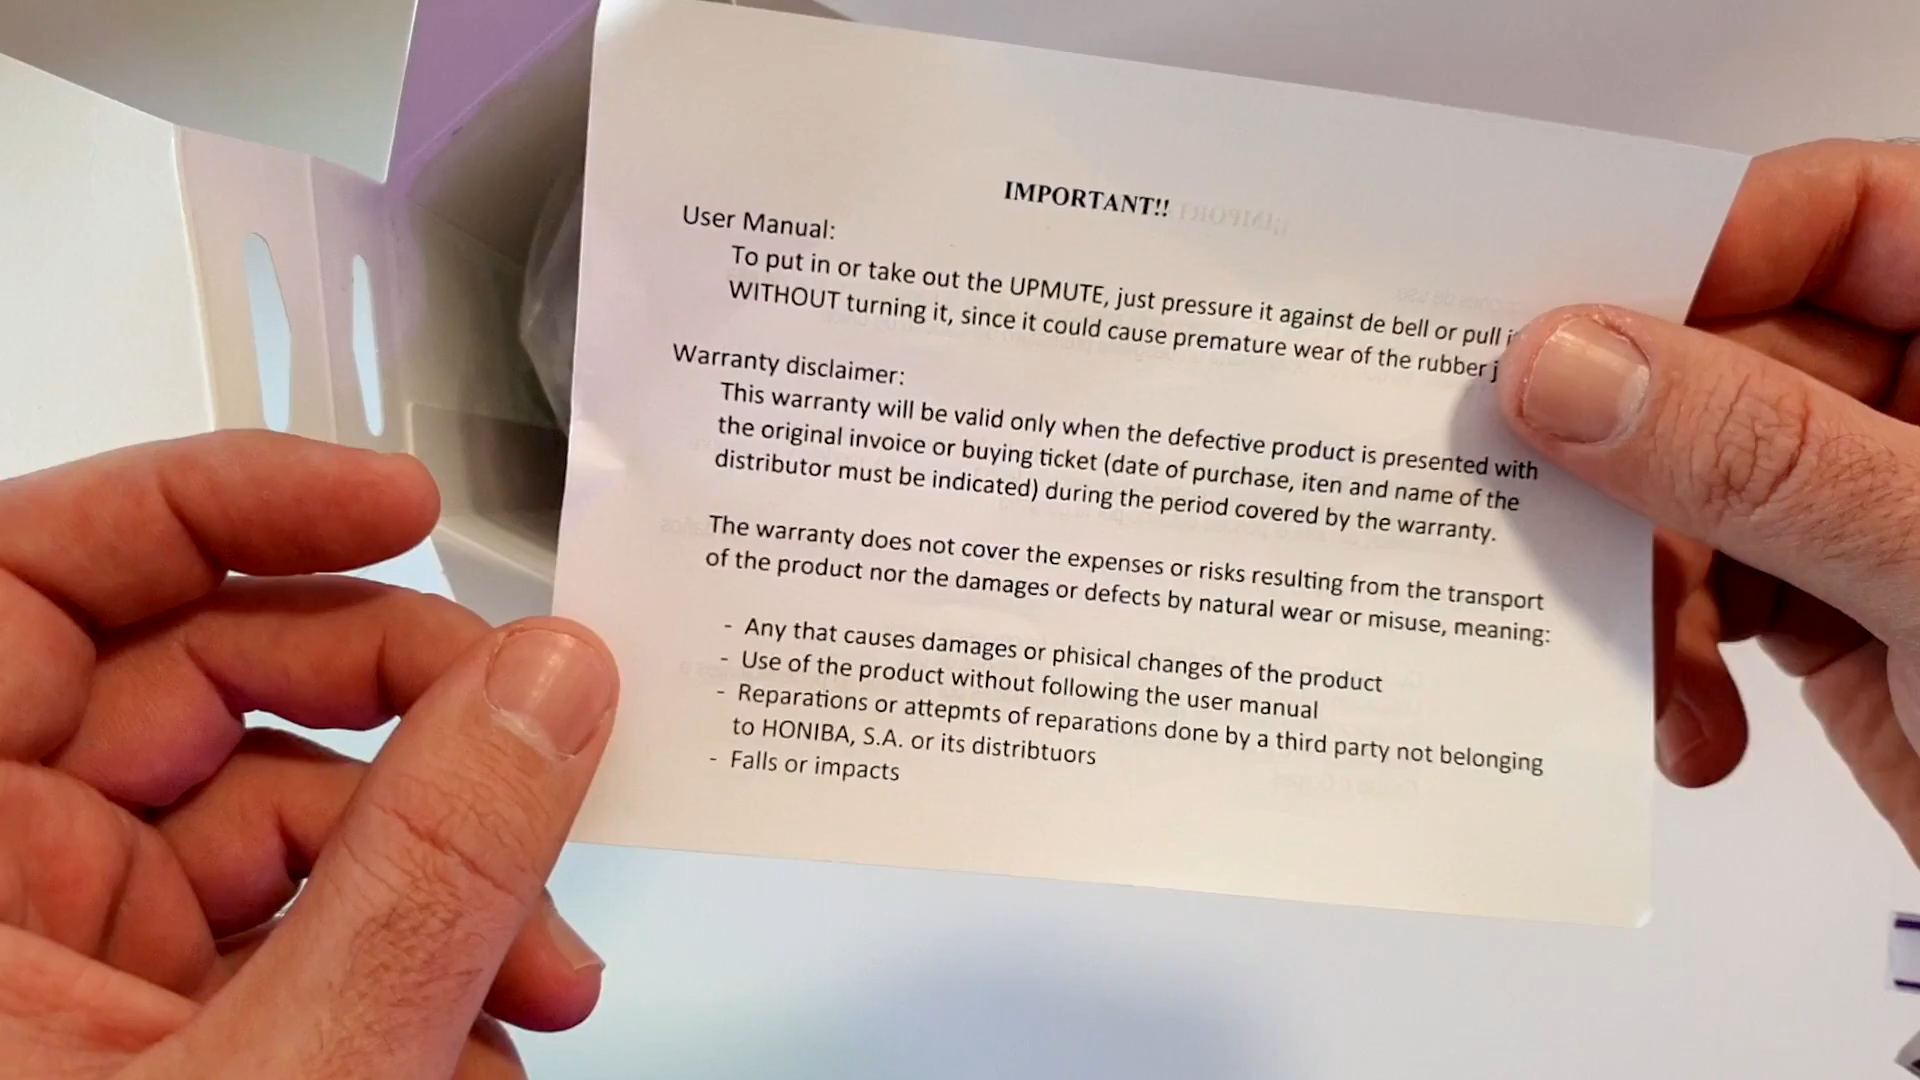 IMPORTANT!!
User Manual:
To put in or take out the UPMUTE, just pressure it against de bell or pull
WITHOUT turning it, since it could cause premature wear of the rubber
Warranty disclaimer:
This warranty will be valid only when the defective product is presented with
the original invoice or buying ticket (date of purchase, iten and name of the
distributor must be indicated) during the period covered by the warranty.
The warranty does not cover the expenses or risks resulting from the transport
of the product nor the damages or defects by natural wear or misuse, meaning:
- Any that causes damages or phisical changes of the product
- Use of the product without following the user manual
- Reparations or attepmts of reparations done by a third party not belonging
to HONIBA, S.A. or its distribtuors
- Falls or impacts